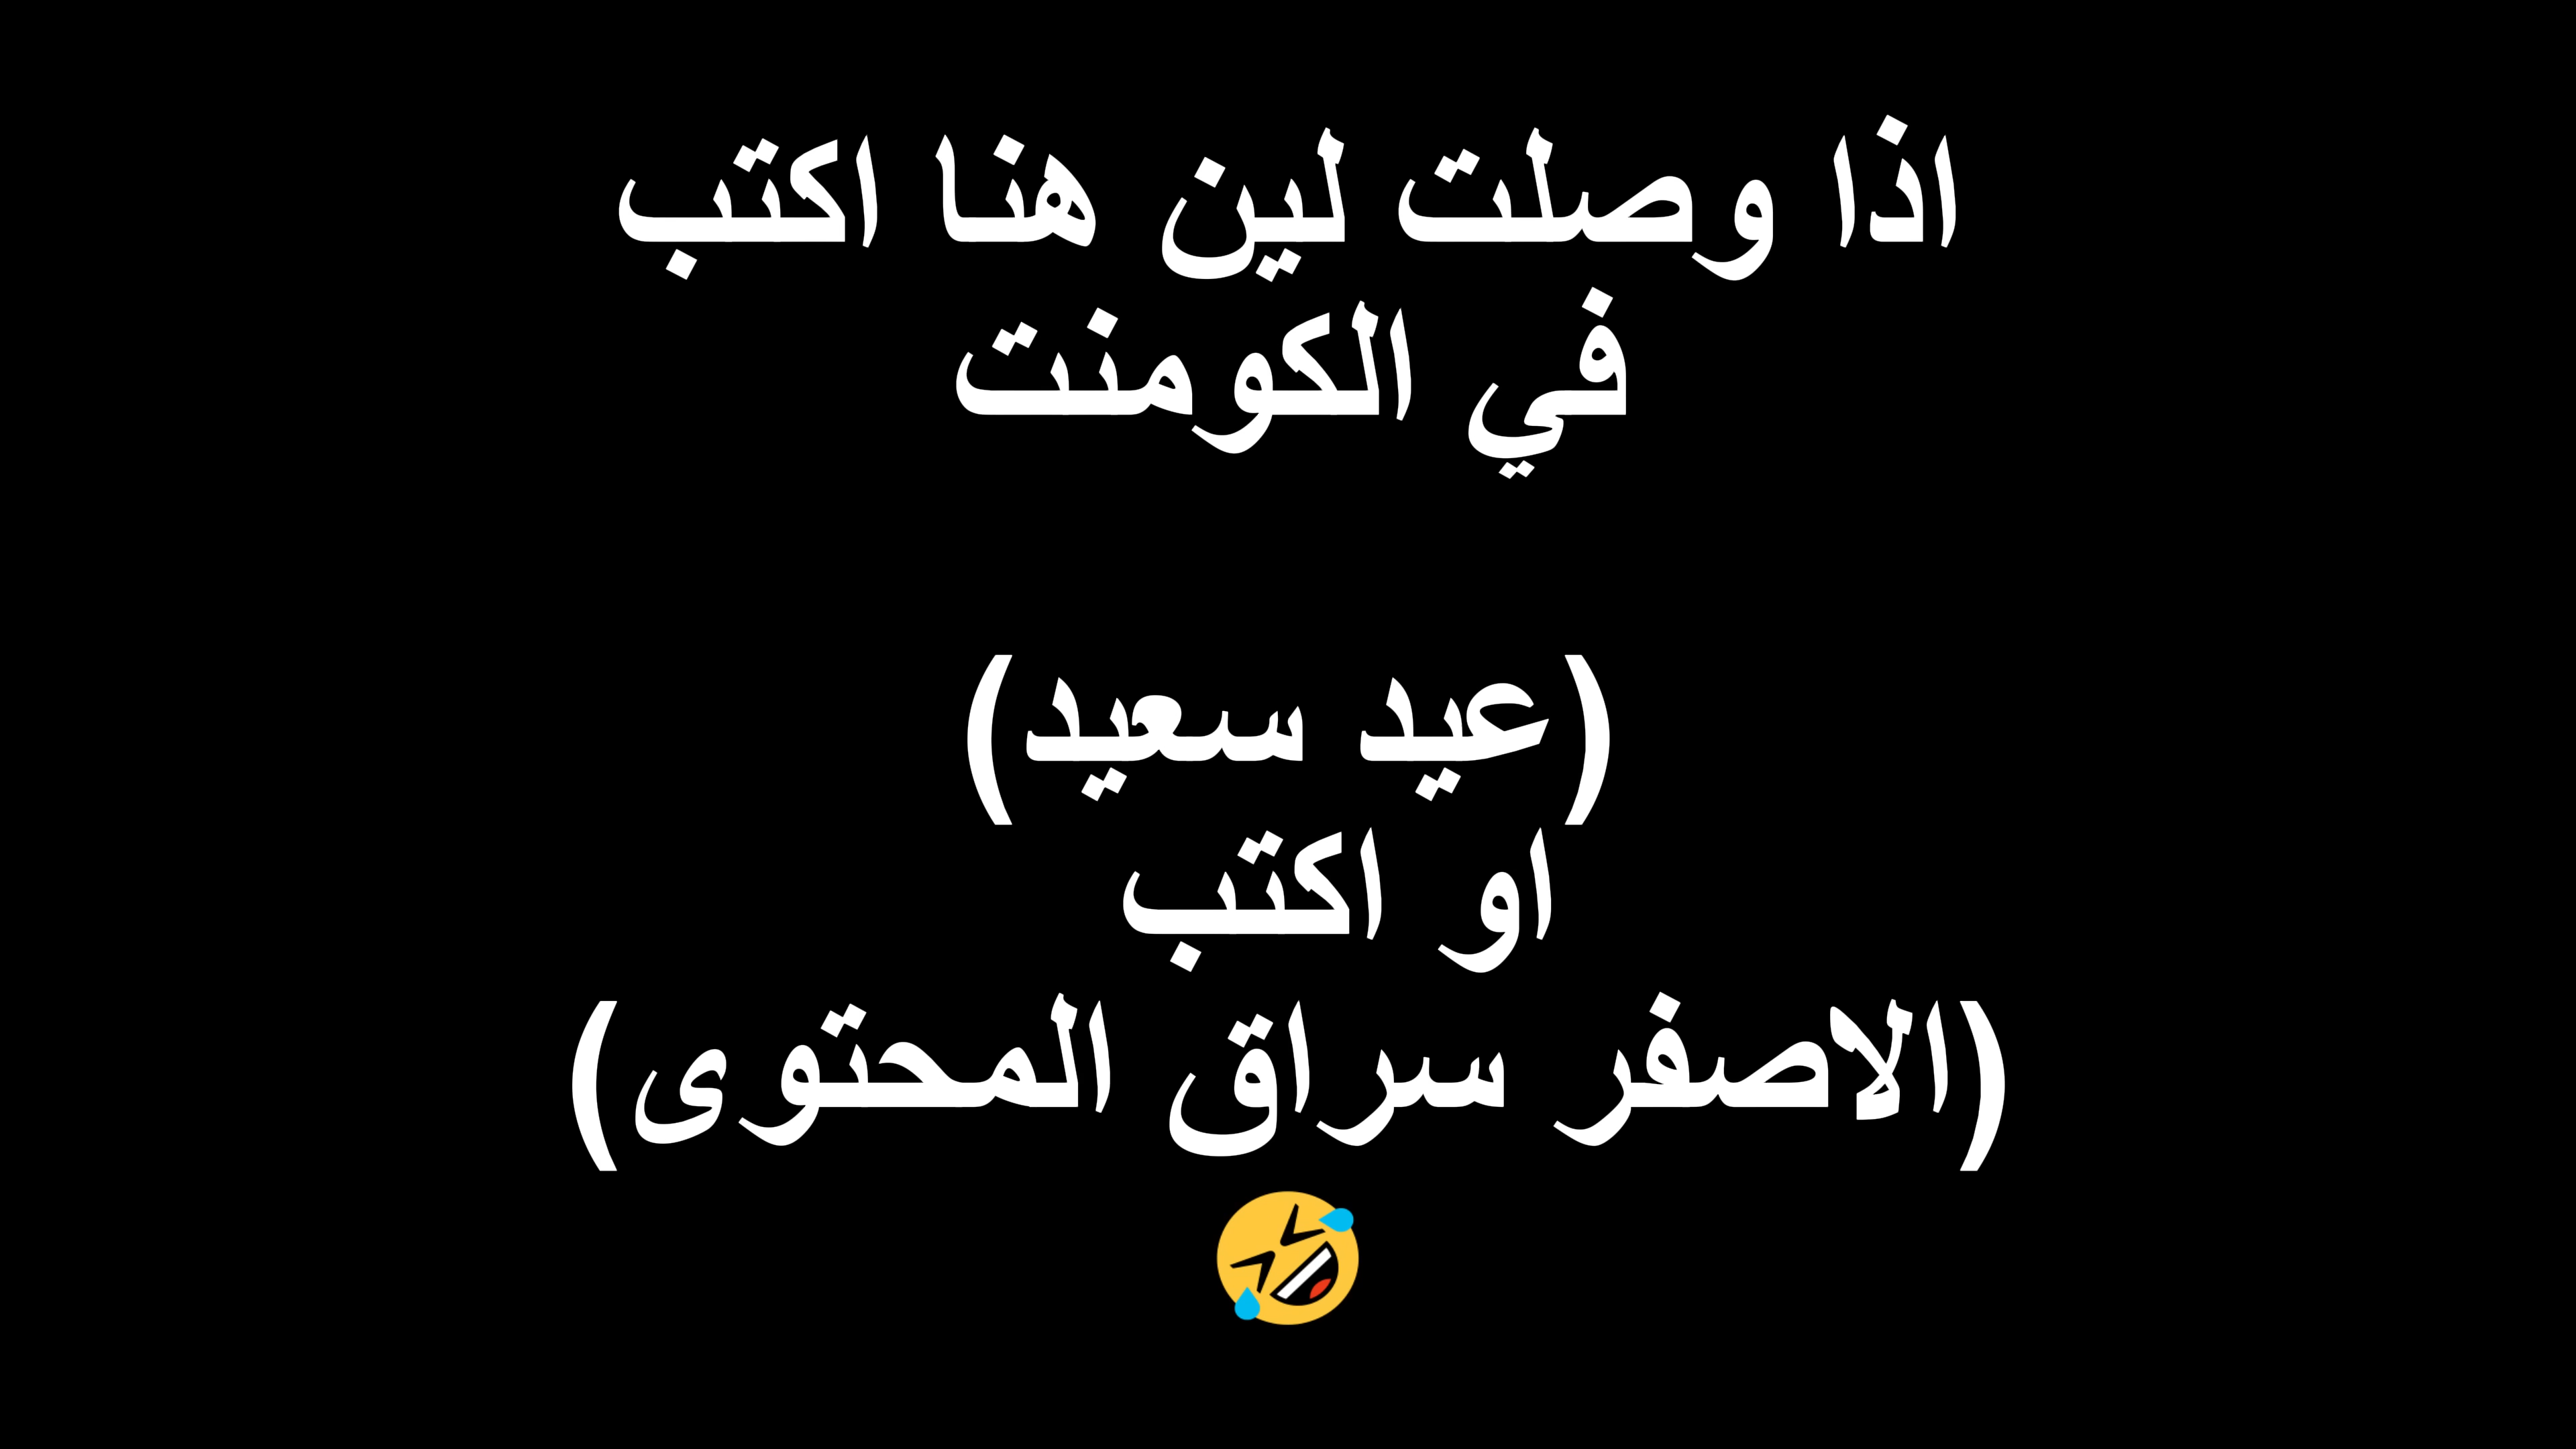 اذا وصلت لين هنا اكتب
في الكومنت
(عيد سعيد)
او اكتب
(الاصفر سراق المحتوى)
🤣